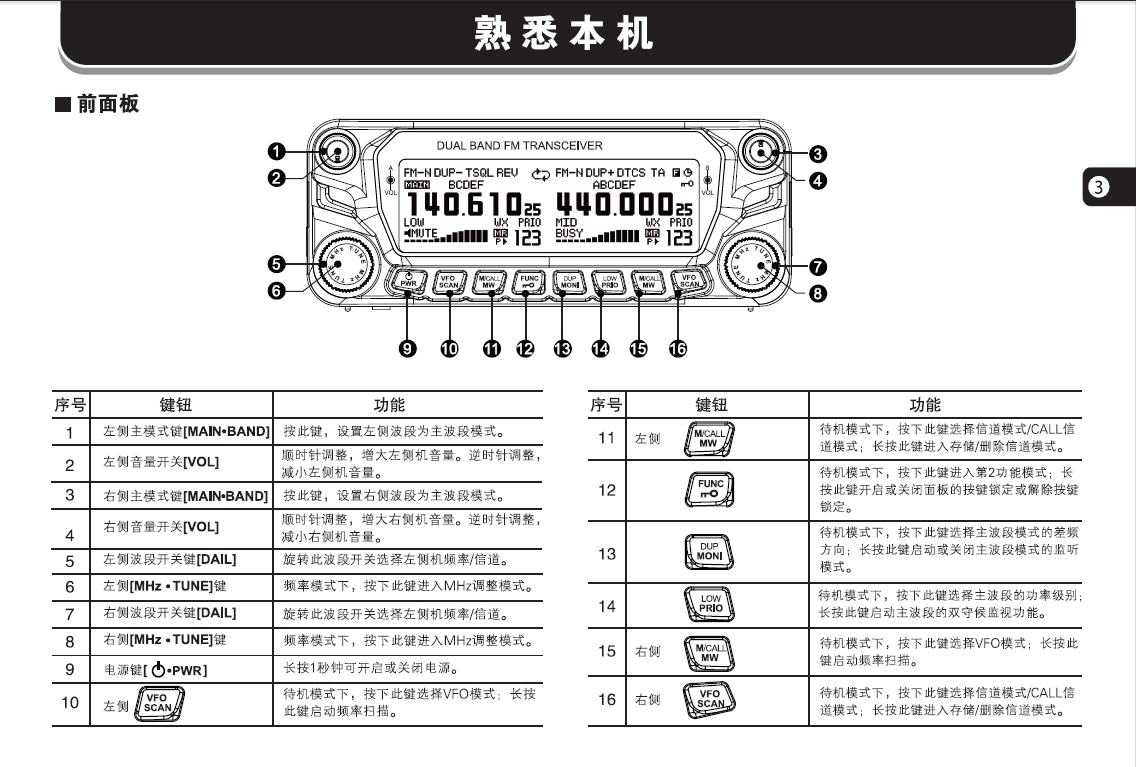 熟悉本机
■ 前面板
3
DUAL BAND FM TRANSCEIVER
1
2
3
4
5
6
7
8
A
VOL
B
VOL
FM-N DUP- TSQL REV
FM-N DUP+ DTCS TA F
MAIN BCDEF
ABCDEF
140.61025
440.00025
LOW WX PRIO
MID WX PRIO
MUTE MR P 123
BUSY MR P 123
MHz TUNE MHz TUNE
MHz TUNE MHz TUNE
PWR
VFO SCAN
M/CALL MW
FUNC
DUP MONI
LOW PRIO
M/CALL MW
VFO SCAN
9 10 11 12 13 14 15 16
序号 键钮 功能
1 左侧主模式键[MAIN•BAND] 按此键，设置左侧波段为主波段模式。
2 左侧音量开关[VOL] 顺时针调整，增大左侧机音量。逆时针调整，
减小左侧机音量。
3 右侧主模式键[MAIN•BAND] 按此键，设置右侧波段为主波段模式。
4 右侧音量开关[VOL] 顺时针调整，增大右侧机音量。逆时针调整，
减小右侧机音量。
5 左侧波段开关键[DAIL] 旋转此波段开关选择左侧机频率/信道。
6 左侧[MHz • TUNE]键 频率模式下，按下此键进入MHz调整模式。
7 右侧波段开关键[DAIL] 旋转此波段开关选择左侧机频率/信道。
8 右侧[MHz • TUNE]键 频率模式下，按下此键进入MHz调整模式。
9 电源键[ •PWR] 长按1秒钟可开启或关闭电源。
10 左侧 VFO SCAN 待机模式下，按下此键选择VFO模式；长按
此键启动频率扫描。
序号 键钮 功能
11 左侧 M/CALL MW 待机模式下，按下此键选择信道模式/CALL信
道模式；长按此键进入存储/删除信道模式。
12 FUNC 待机模式下，按下此键进入第2功能模式；长
按此键开启或关闭面板的按键锁定或解除按键
锁定。
13 DUP MONI 待机模式下，按下此键选择主波段模式的差频
方向；长按此键启动或关闭主波段模式的监听
模式。
14 LOW PRIO 待机模式下，按下此键选择主波段的功率级别；
长按此键启动主波段的双守候监视功能。
15 右侧 M/CALL MW 待机模式下，按下此键选择VFO模式；长按此
键启动频率扫描。
16 右侧 VFO SCAN 待机模式下，按下此键选择信道模式/CALL信
道模式；长按此键进入存储/删除信道模式。